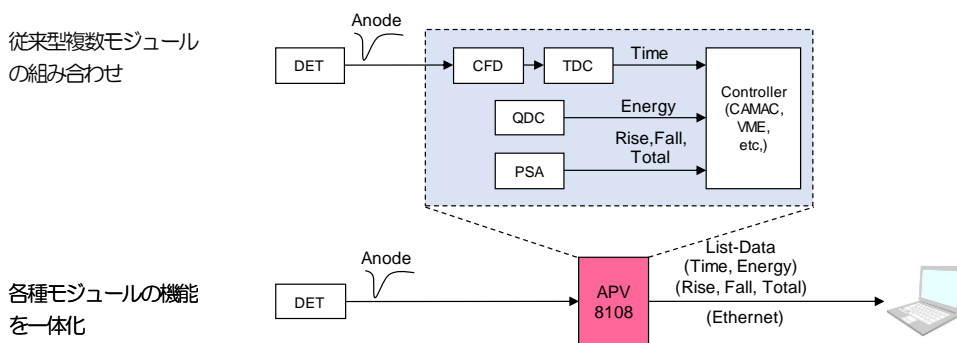 従来型複数モジュール
の組み合わせ
Anode
DET
CFD
TDC
Time
QDC
Energy
PSA
Rise,Fall,
Total
Controller
(CAMAC,
VME,
etc,)
各種モジュールの機能
を一体化
Anode
DET
APV
8108
List-Data
(Time, Energy)
(Rise, Fall, Total)
(Ethernet)